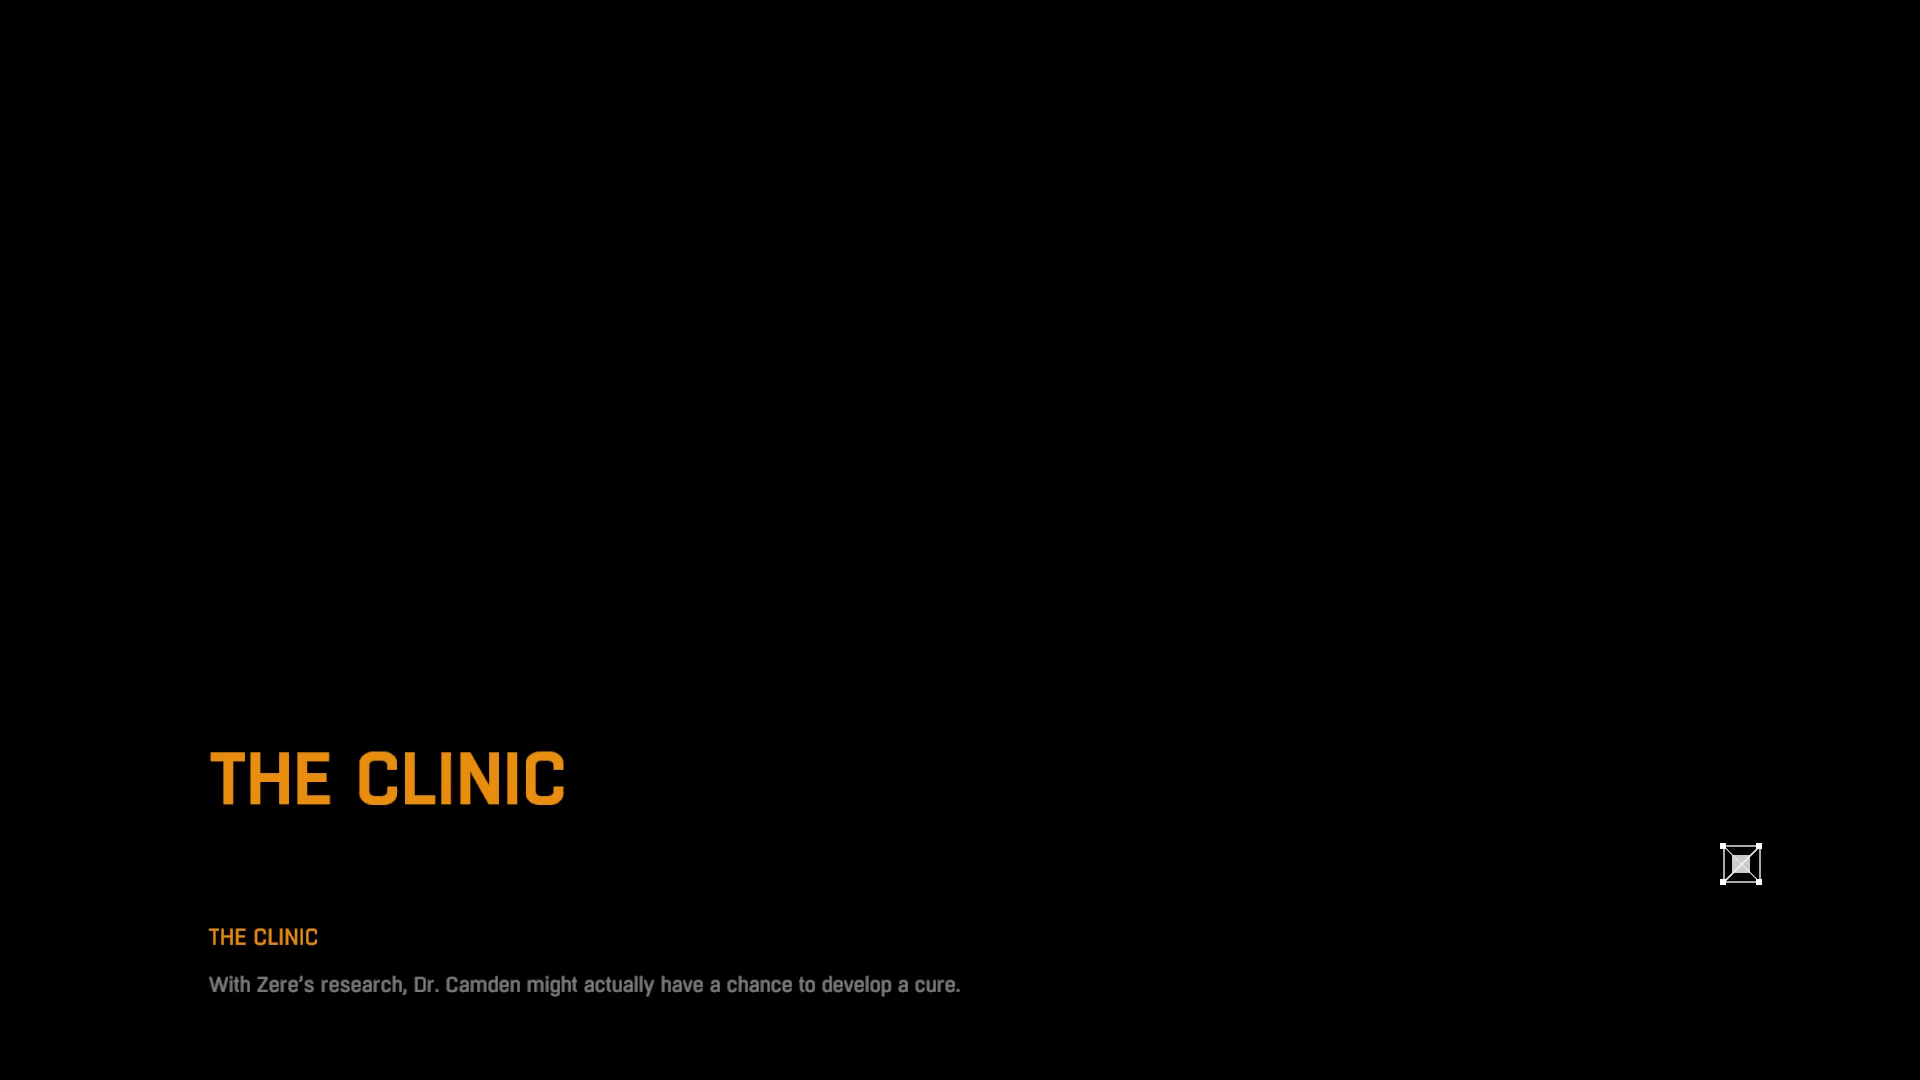 THE CLINIC
THE CLINIC
With Zere’s research, Dr. Camden might actually have a chance to develop a cure.